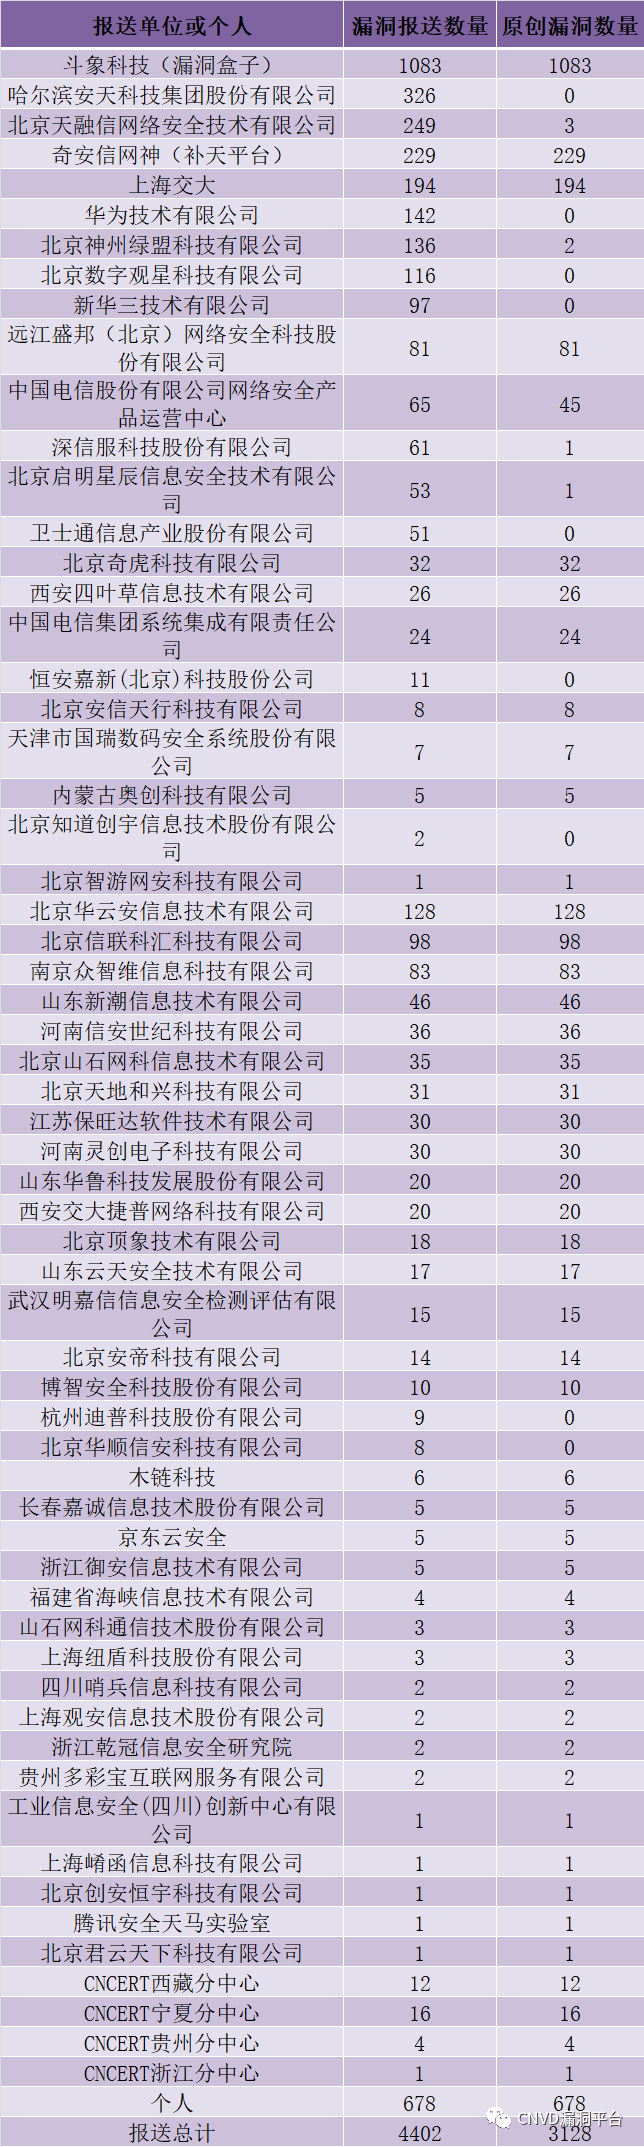 报送单位或个人 漏洞报送数量 原创漏洞数量
斗象科技（漏洞盒子） 1083 1083
哈尔滨安天科技集团股份有限公司 326 0
北京天融信网络安全技术有限公司 249 3
奇安信网神（补天平台） 229 229
上海交大 194 194
华为技术有限公司 142 0
北京神州绿盟科技有限公司 136 2
北京数字观星科技有限公司 116 0
新华三技术有限公司 97 0
远江盛邦（北京）网络安全科技股
份有限公司 81 81
中国电信股份有限公司网络安全产
品运营中心 65 45
深信服科技股份有限公司 61 1
北京启明星辰信息安全技术有限公
司 53 1
卫士通信息产业股份有限公司 51 0
北京奇虎科技有限公司 32 32
西安四叶草信息技术有限公司 26 26
中国电信集团系统集成有限责任公
司 24 24
恒安嘉新(北京)科技股份公司 11 0
北京安信天行科技有限公司 8 8
天津市国瑞数码安全系统股份有限
公司 7 7
内蒙古奥创科技有限公司 5 5
北京知道创宇信息技术股份有限公
司 2 0
北京智游网安科技有限公司 1 1
北京华云安信息技术有限公司 128 128
北京信联科汇科技有限公司 98 98
南京众智维信息科技有限公司 83 83
山东新潮信息技术有限公司 46 46
河南信安世纪科技有限公司 36 36
北京山石网科信息技术有限公司 35 35
北京天地和兴科技有限公司 31 31
江苏保旺达软件技术有限公司 30 30
河南灵创电子科技有限公司 30 30
山东华鲁科技发展股份有限公司 20 20
西安交大捷普网络科技有限公司 20 20
北京顶象技术有限公司 18 18
山东云天安全技术有限公司 17 17
武汉明嘉信信息安全检测评估有限
公司 15 15
北京安帝科技有限公司 14 14
博智安全科技股份有限公司 10 10
杭州迪普科技股份有限公司 9 0
北京华顺信安科技有限公司 8 0
木链科技 6 6
长春嘉诚信息技术股份有限公司 5 5
京东云安全 5 5
浙江御安信息技术有限公司 5 5
福建省海峡信息技术有限公司 4 4
山石网科通信技术股份有限公司 3 3
上海纽盾科技股份有限公司 3 3
四川哨兵信息科技有限公司 2 2
上海观安信息技术股份有限公司 2 2
浙江乾冠信息安全研究院 2 2
贵州多彩宝互联网服务有限公司 2 2
工业信息安全(四川)创新中心有限
公司 1 1
上海崤函信息科技有限公司 1 1
北京创安恒宇科技有限公司 1 1
腾讯安全天马实验室 1 1
北京君云天下科技有限公司 1 1
CNCERT西藏分中心 12 12
CNCERT宁夏分中心 16 16
CNCERT贵州分中心 4 4
CNCERT浙江分中心 1 1
个人 678 678
CNVD漏洞平台
报送总计 4402 3128